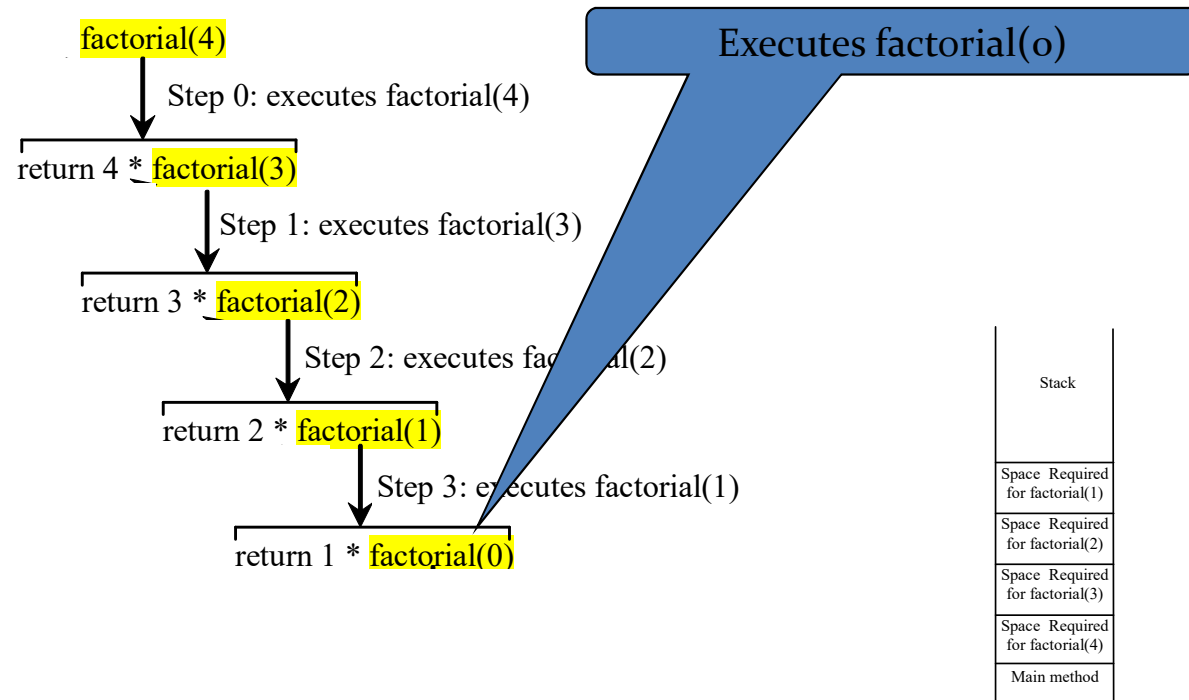 factorial(4)
Executes factorial(0)
Step 0: executes factorial(4)
return 4 * factorial(3)
Step 1: executes factorial(3)
return 3 * factorial(2)
Step 2: executes (2)
return 2 * factorial(1)
Step 3: executes factorial(1)
return 1 * factorial(0)
Stack
Space Required
for factorial(1)
Space Required
for factorial(2)
Space Required
for factorial(3)
Space Required
for factorial(4)
Main method